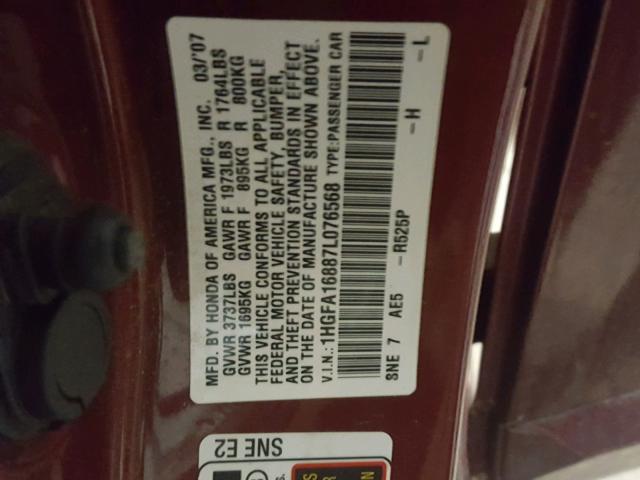 MFD. BY HONDA OF AMERICA MFG., INC. 03/'07
GVWR 3737LBS GAWR F 1973LBS R 1764LBS
GVWR 1695KG GAWR F 895KG R 800KG
THIS VEHICLE CONFORMS TO ALL APPLICABLE
FEDERAL MOTOR VEHICLE SAFETY, BUMPER,
AND THEFT PREVENTION STANDARDS IN EFFECT
ON THE DATE OF MANUFACTURE SHOWN ABOVE.
V.I.N.: 1HGFA16887L076568 TYPE: PASSENGER CAR
SNE 7 AE5 -R525P -H -L
SNE E2